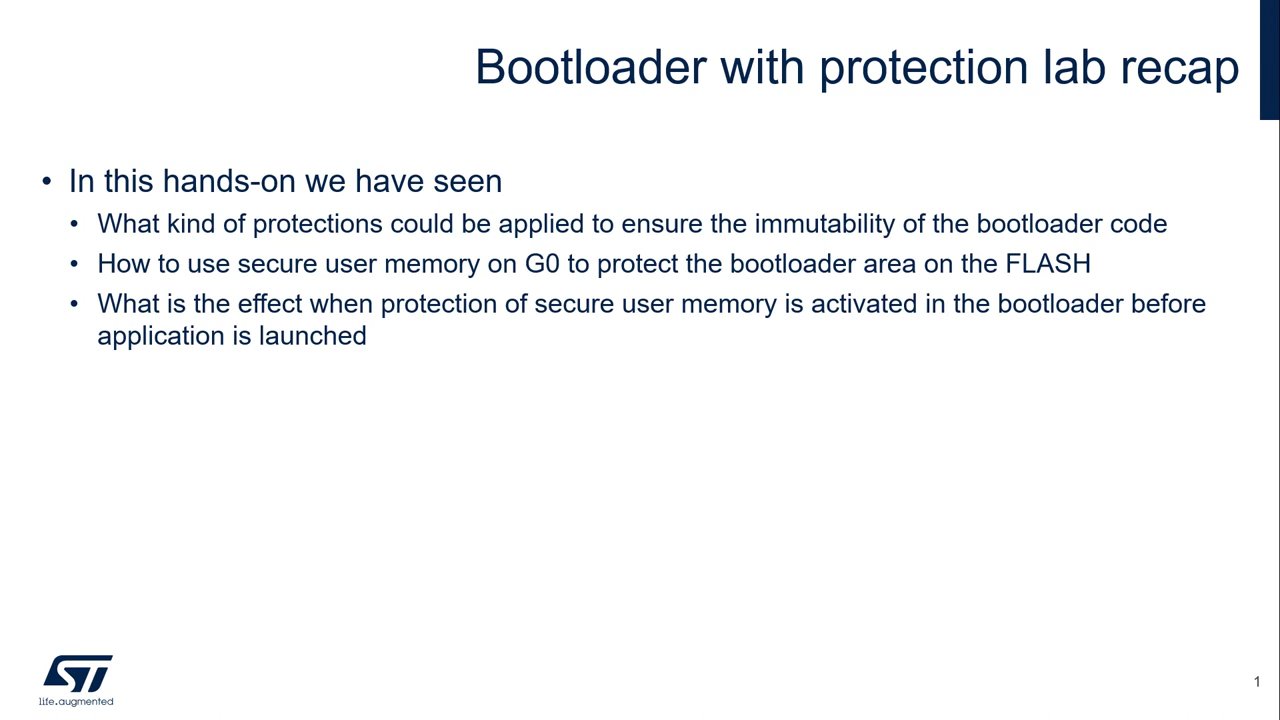 Bootloader with protection lab recap
• In this hands-on we have seen
• What kind of protections could be applied to ensure the immutability of the bootloader code
• How to use secure user memory on G0 to protect the bootloader area on the FLASH
• What is the effect when protection of secure user memory is activated in the bootloader before
application is launched
ST
life.augmented
1